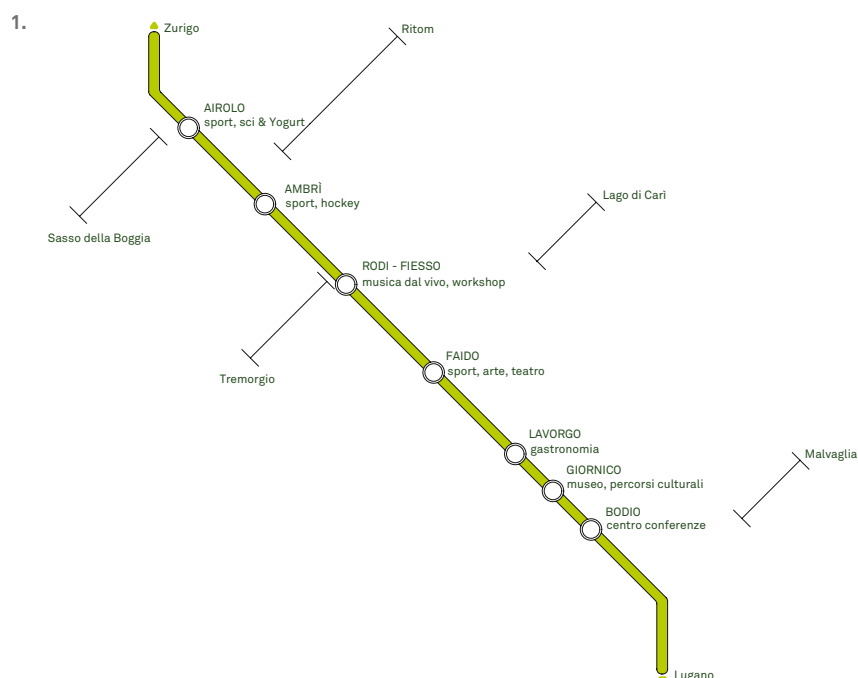 1.
Zurigo
Ritom
AIROLO
sport, sci & Yogurt
AMBRÌ
sport, hockey
Lago di Carì
Sasso della Boggia
RODI - FIESSO
musica dal vivo, workshop
FAIDO
sport, arte, teatro
Tremorgio
LAVORGO
gastronomia
Malvaglia
GIORNICO
museo, percorsi culturali
BODIO
centro conferenze
Lugano